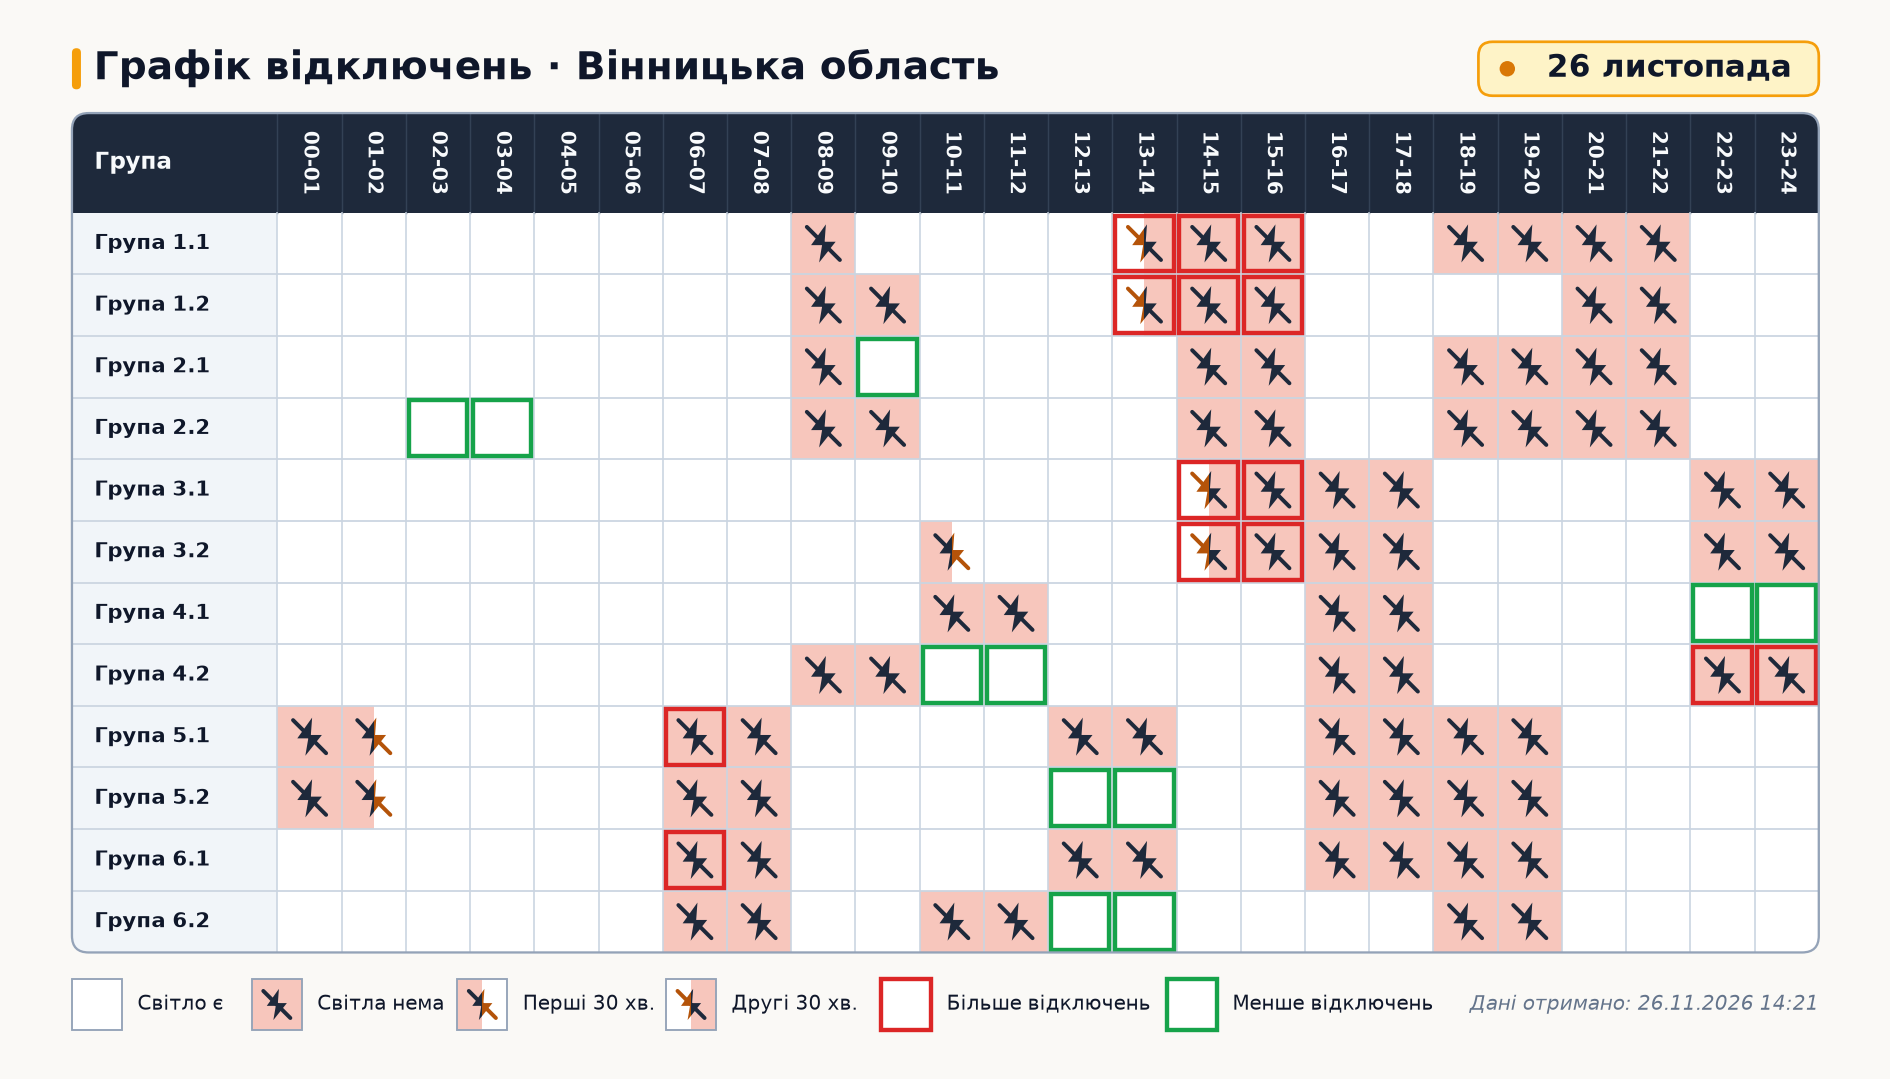 Графік відключень · Вінницька область
26 листопада
Група 00-01 01-02 02-03 03-04 04-05 05-06 06-07 07-08 08-09 09-10 10-11 11-12 12-13 13-14 14-15 15-16 16-17 17-18 18-19 19-20 20-21 21-22 22-23 23-24
Група 1.1
Група 1.2
Група 2.1
Група 2.2
Група 3.1
Група 3.2
Група 4.1
Група 4.2
Група 5.1
Група 5.2
Група 6.1
Група 6.2
Світло є Світла нема Перші 30 хв. Другі 30 хв. Більше відключень Менше відключень Дані отримано: 26.11.2026 14:21